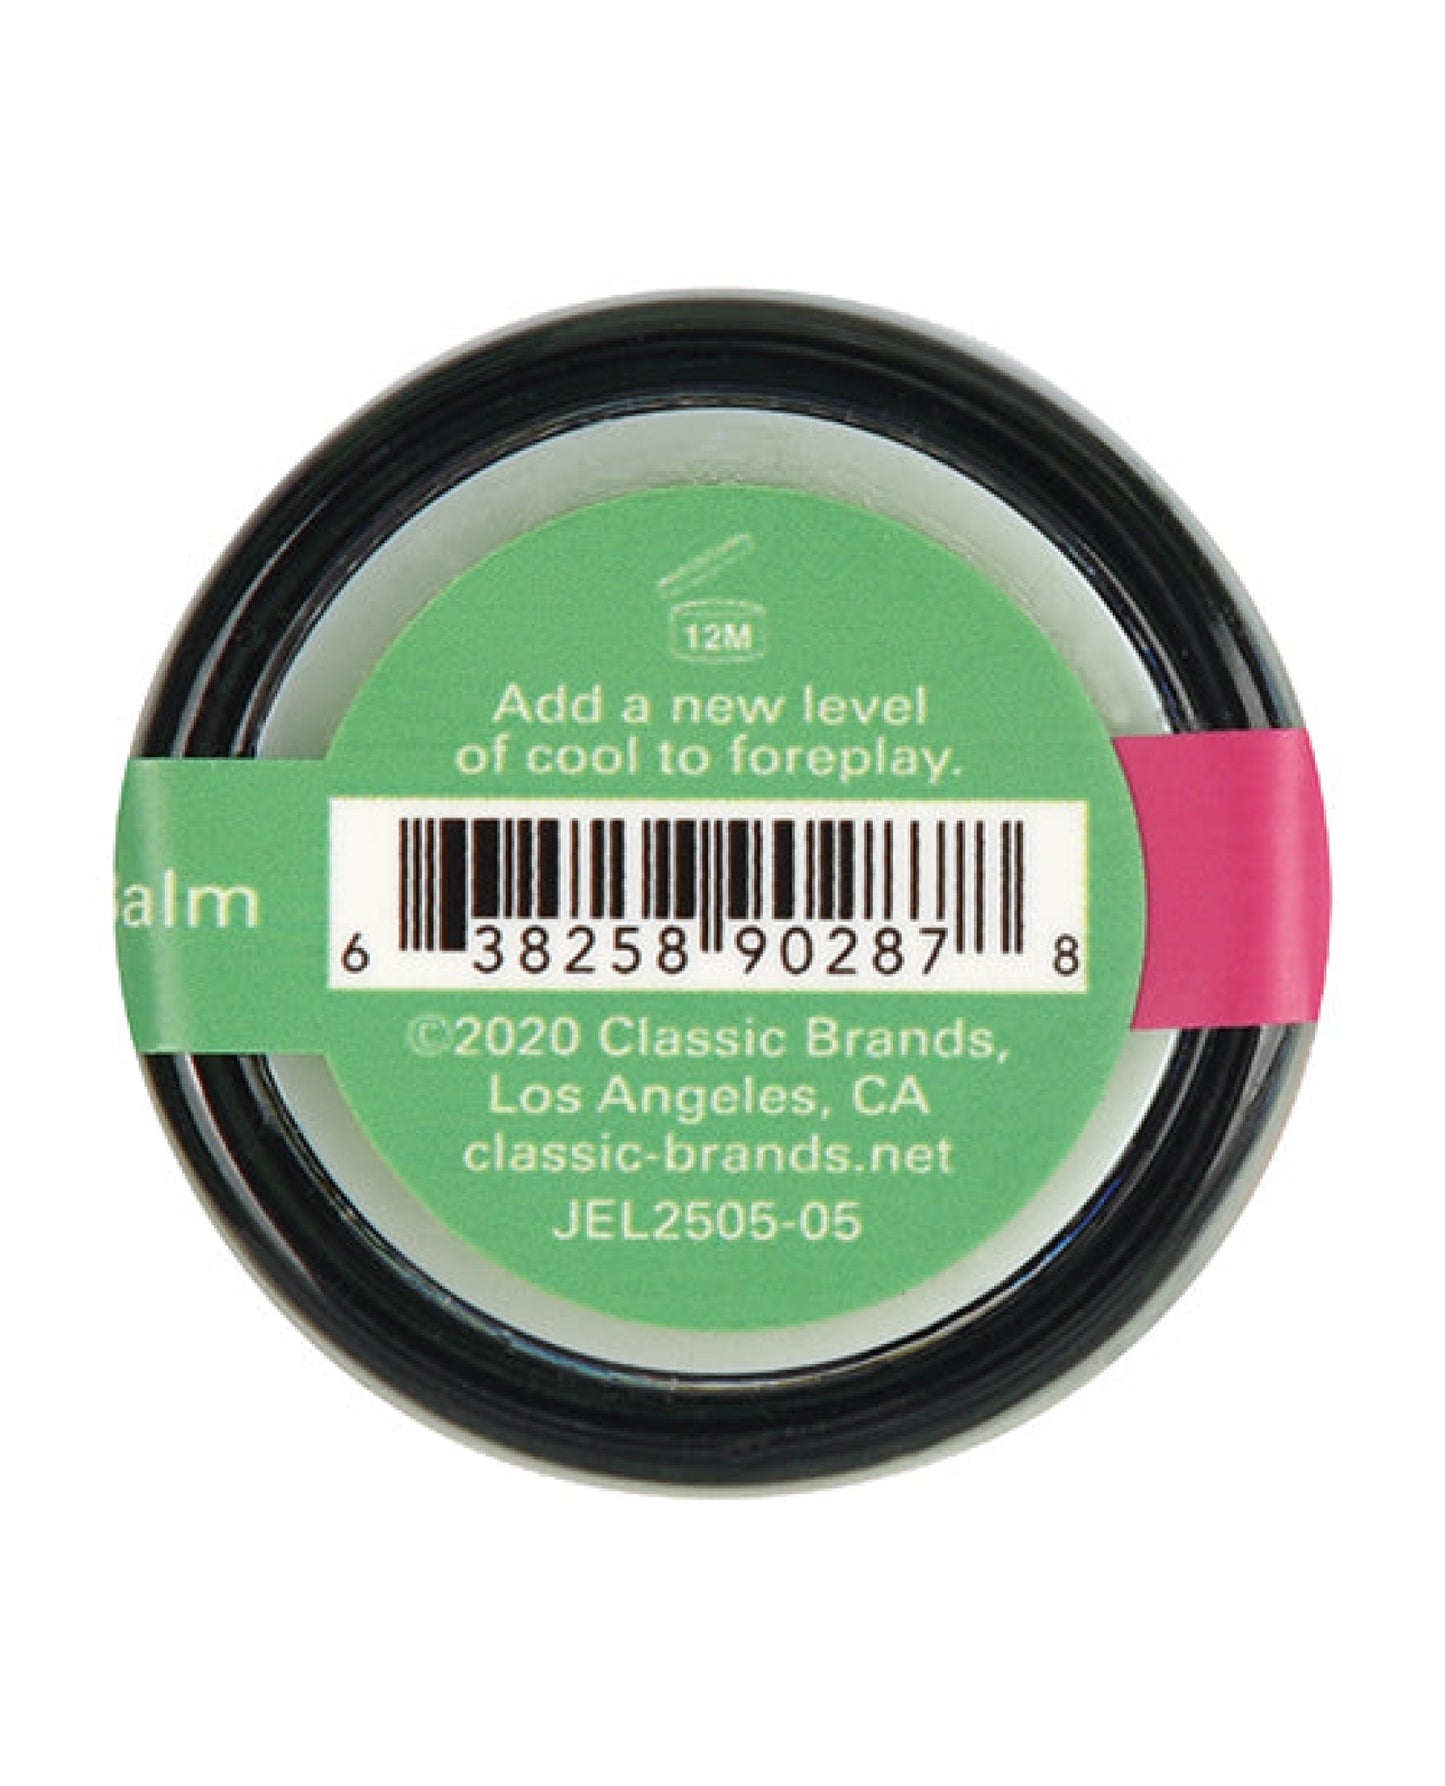 12M
Add a new level
of cool to foreplay.
alm
6 38258 90287 8
©2020 Classic Brands,
Los Angeles, CA
classic-brands.net
JEL2505-05